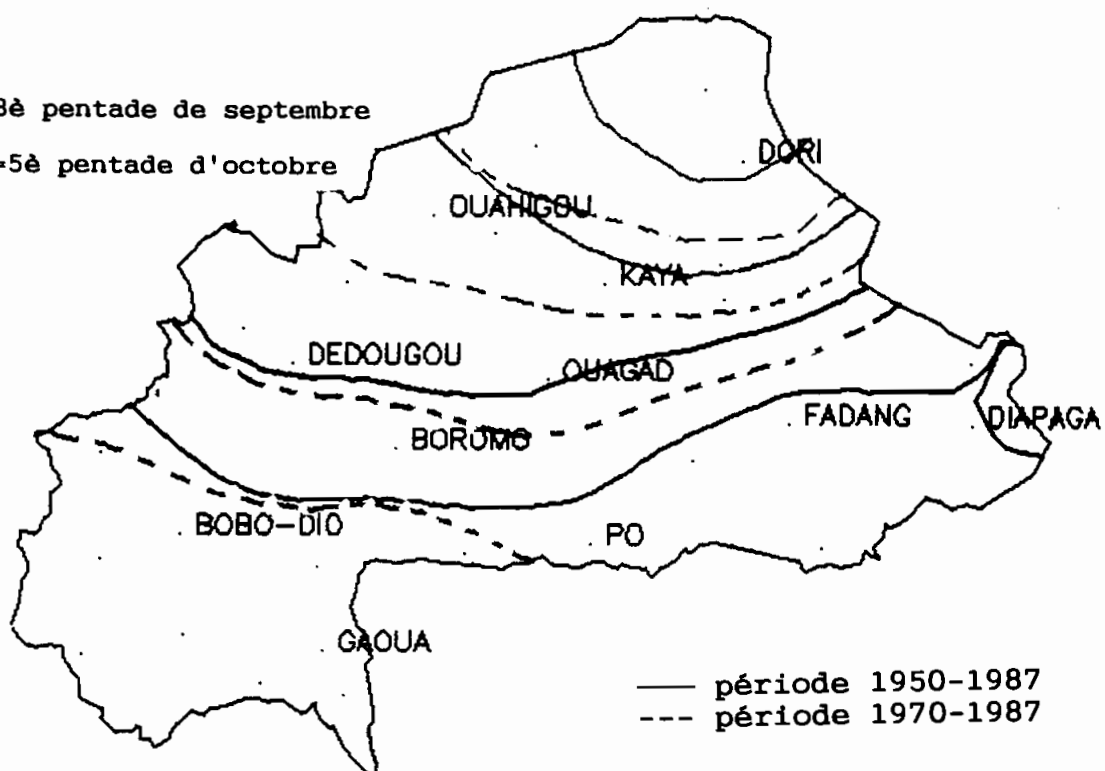 3è pentade de septembre
=5è pentade d'octobre
DORI
OUAHIGOU
KAYA
DEDOUGOU
OUAGAD
BOROMO
FADANG
DIAPAGA
BOBO-DIO
PO
GAOUA
période 1950-1987
--- période 1970-1987